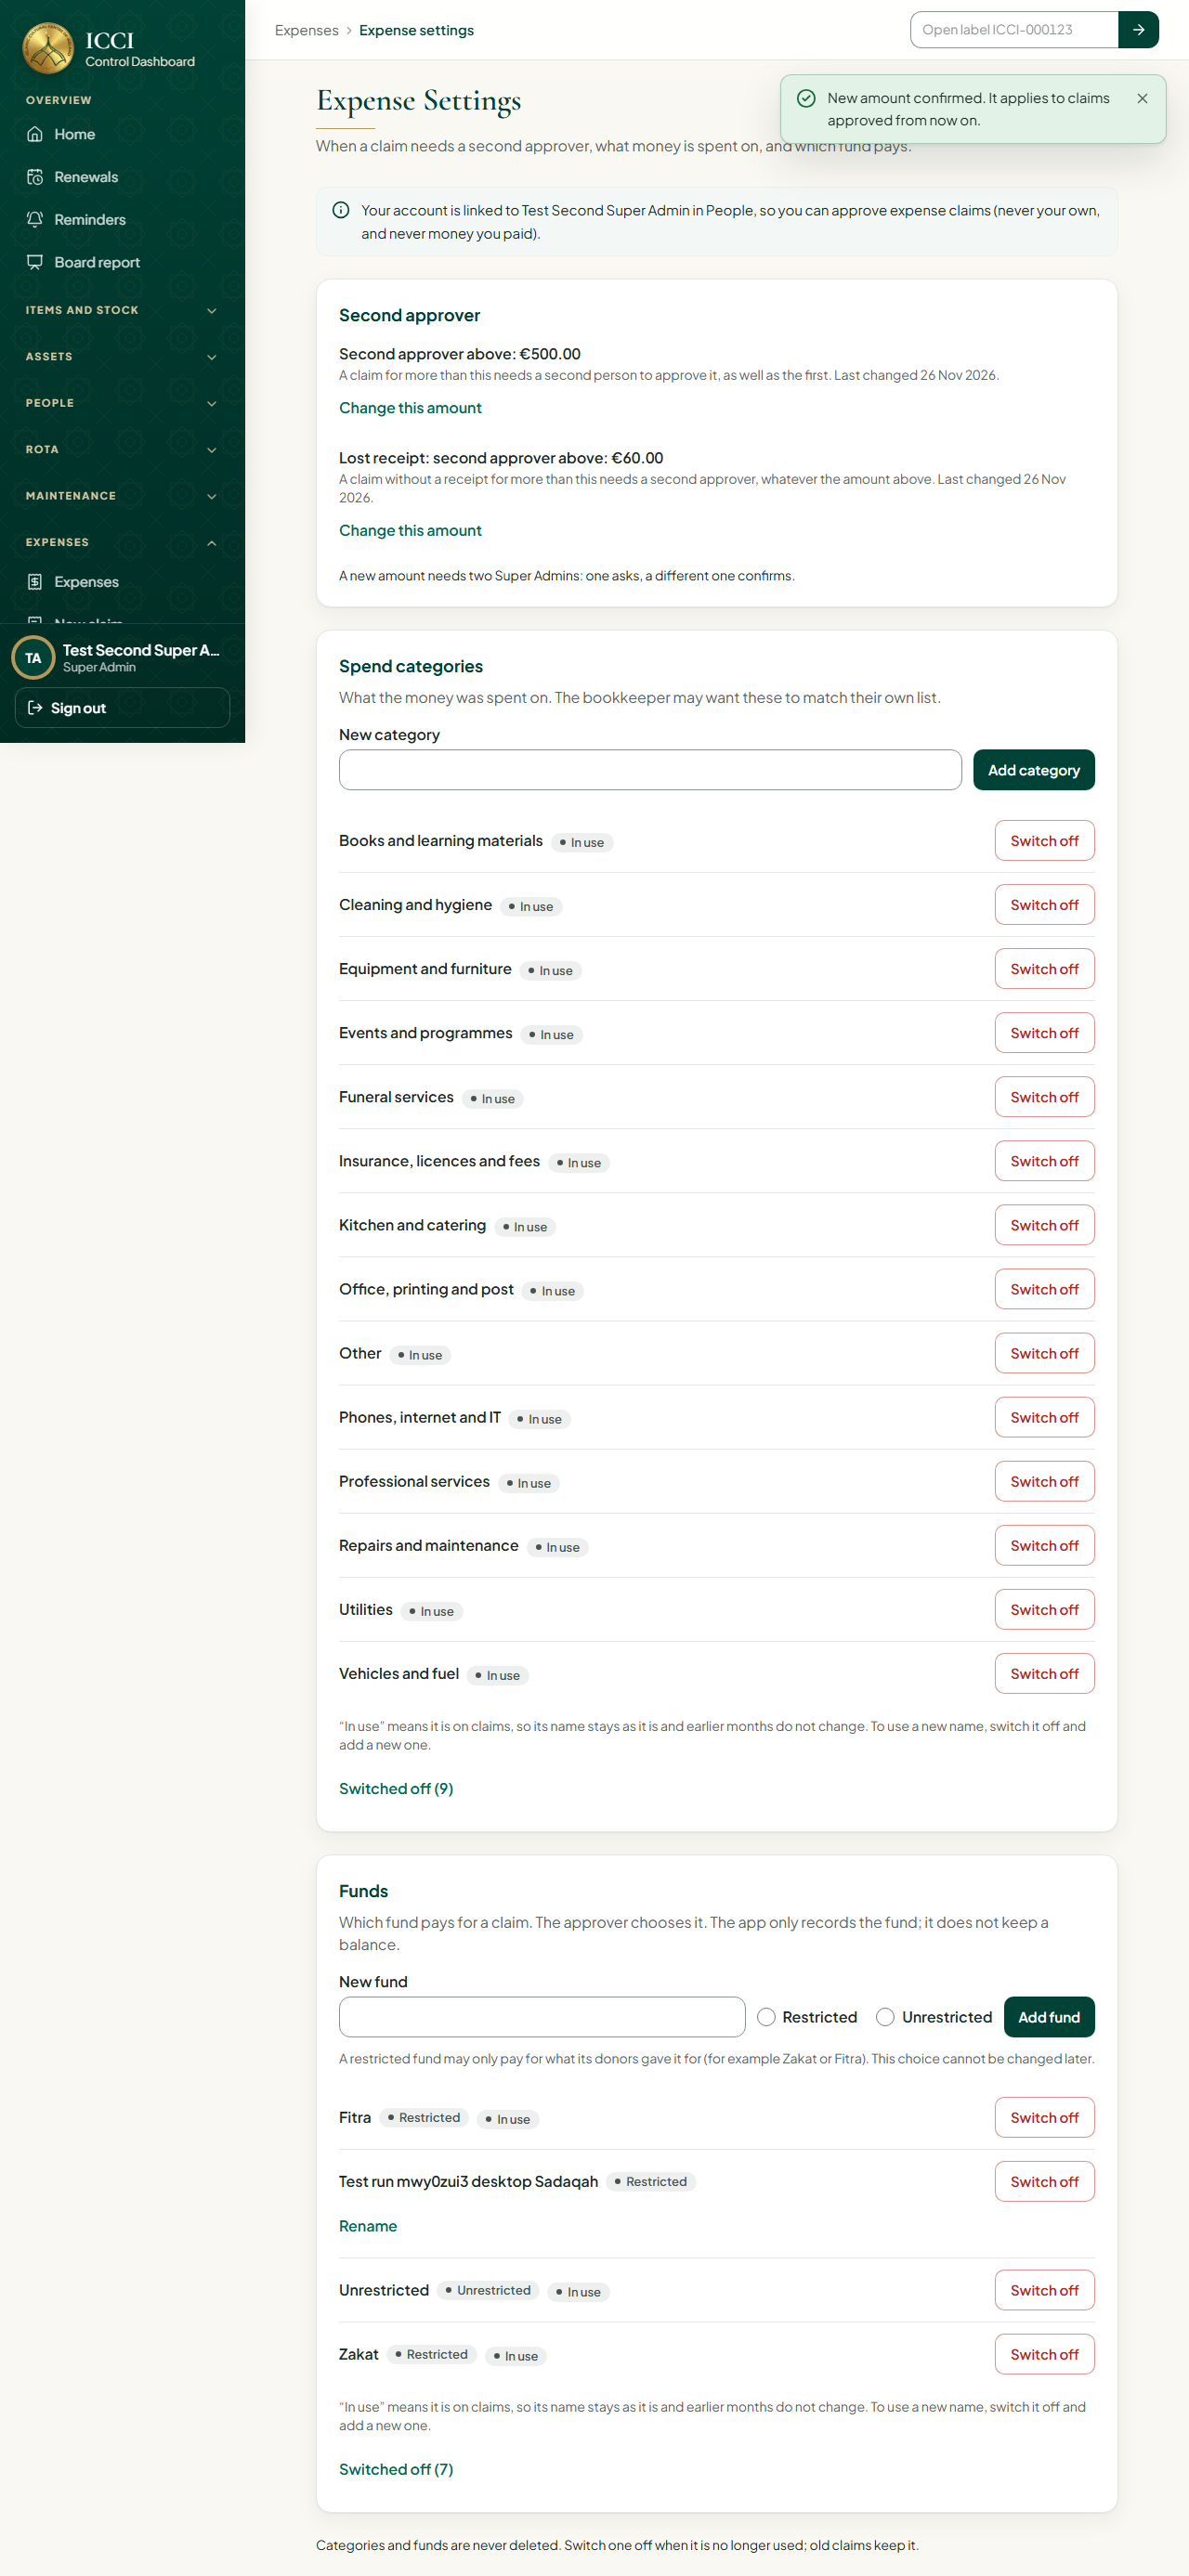 ICCI
Control Dashboard
OVERVIEW
Home
Renewals
Reminders
Board report
ITEMS AND STOCK
ASSETS
PEOPLE
ROTA
MAINTENANCE
EXPENSES
Expenses
New claim
TA
Test Second Super A...
Super Admin
Sign out
Expenses > Expense settings
Open label ICCI-000123
New amount confirmed. It applies to claims
approved from now on.
Expense Settings
When a claim needs a second approver, what money is spent on, and which fund pays.
Your account is linked to Test Second Super Admin in People, so you can approve expense claims (never your own,
and never money you paid).
Second approver
Second approver above: €500.00
A claim for more than this needs a second person to approve it, as well as the first. Last changed 26 Nov 2026.
Change this amount
Lost receipt: second approver above: €60.00
A claim without a receipt for more than this needs a second approver, whatever the amount above. Last changed 26 Nov
2026.
Change this amount
A new amount needs two Super Admins: one asks, a different one confirms.
Spend categories
What the money was spent on. The bookkeeper may want these to match their own list.
New category
Add category
Books and learning materials In use Switch off
Cleaning and hygiene In use Switch off
Equipment and furniture In use Switch off
Events and programmes In use Switch off
Funeral services In use Switch off
Insurance, licences and fees In use Switch off
Kitchen and catering In use Switch off
Office, printing and post In use Switch off
Other In use Switch off
Phones, internet and IT In use Switch off
Professional services In use Switch off
Repairs and maintenance In use Switch off
Utilities In use Switch off
Vehicles and fuel In use Switch off
“In use” means it is on claims, so its name stays as it is and earlier months do not change. To use a new name, switch it off and
add a new one.
Switched off (9)
Funds
Which fund pays for a claim. The approver chooses it. The app only records the fund; it does not keep a
balance.
New fund
Restricted Unrestricted Add fund
A restricted fund may only pay for what its donors gave it for (for example Zakat or Fitra). This choice cannot be changed later.
Fitra Restricted In use Switch off
Test run mwy0zui3 desktop Sadaqah Restricted Switch off
Rename
Unrestricted Unrestricted In use Switch off
Zakat Restricted In use Switch off
“In use” means it is on claims, so its name stays as it is and earlier months do not change. To use a new name, switch it off and
add a new one.
Switched off (7)
Categories and funds are never deleted. Switch one off when it is no longer used; old claims keep it.